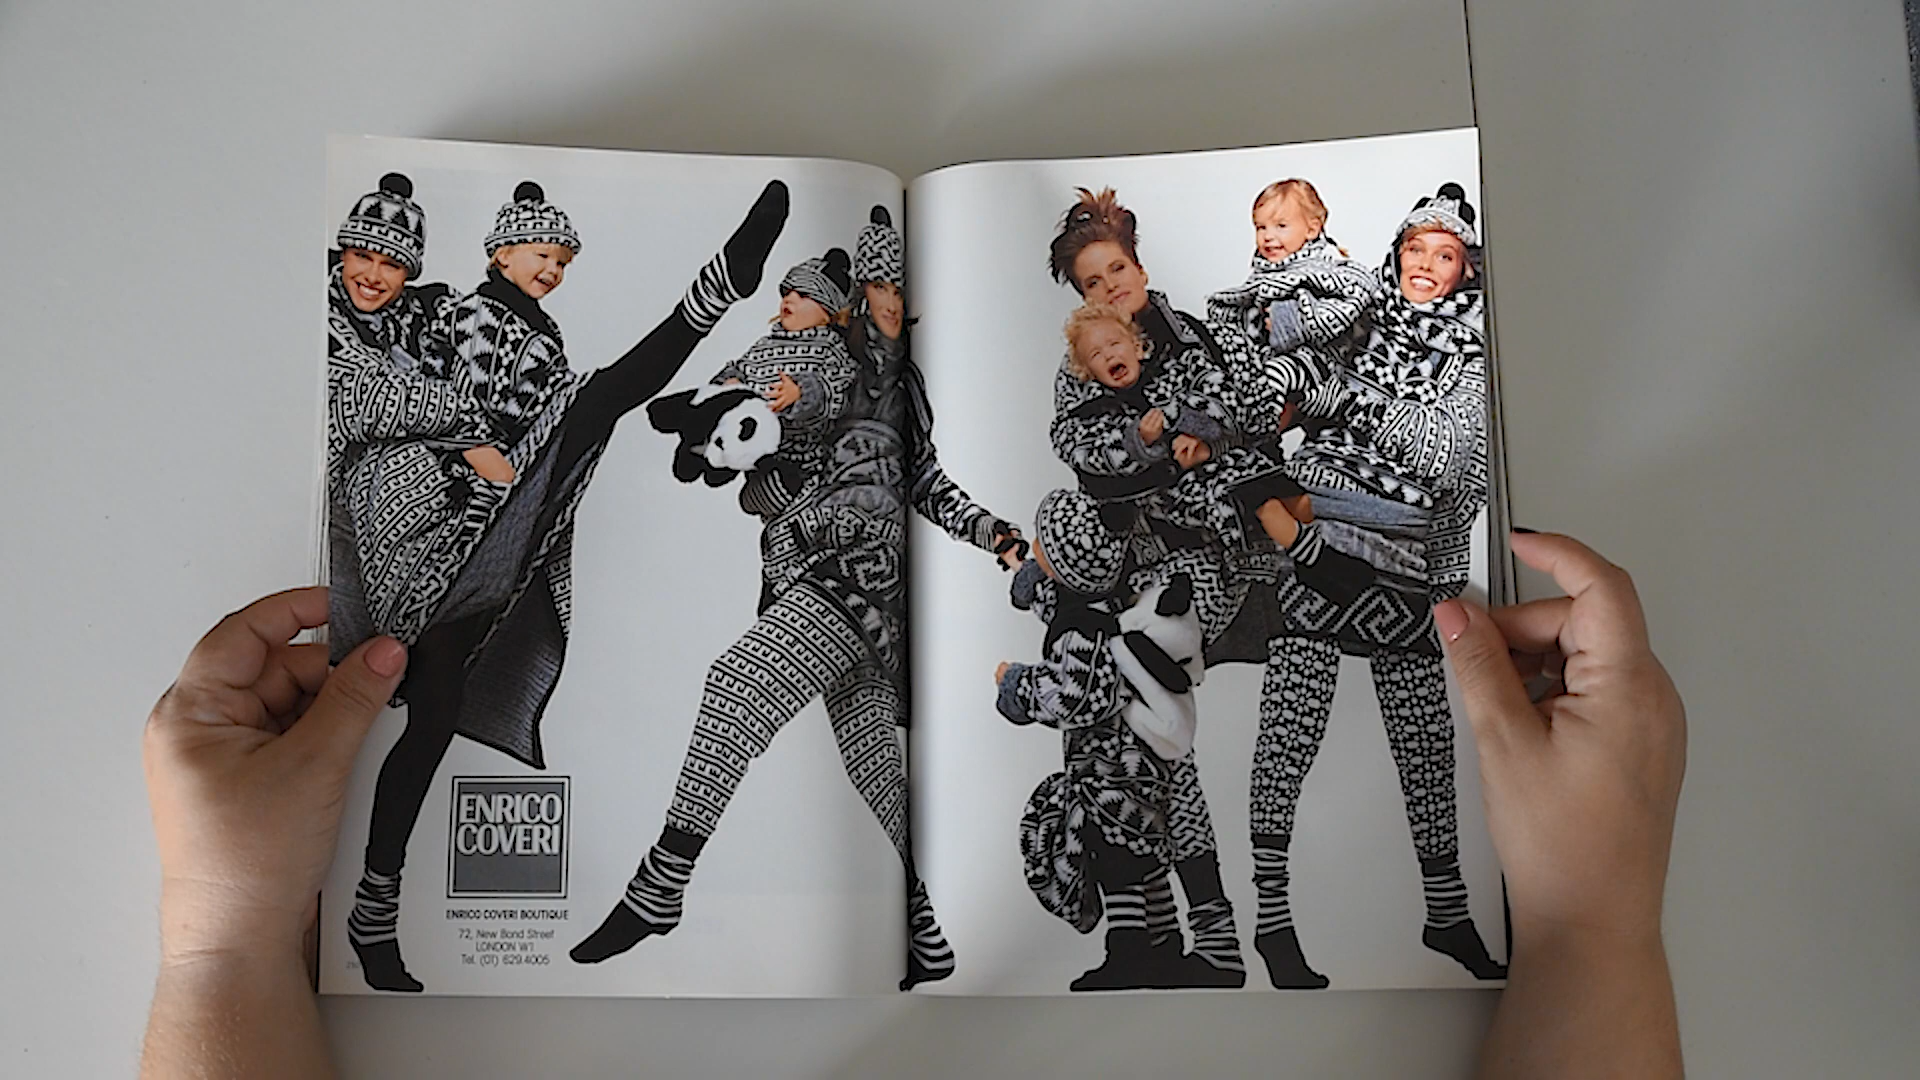 ENRICO
COVERI
ENRICO COVERI BOUTIQUE
72, New Bond Street
LONDON W1
Tel. (01) 629.4005